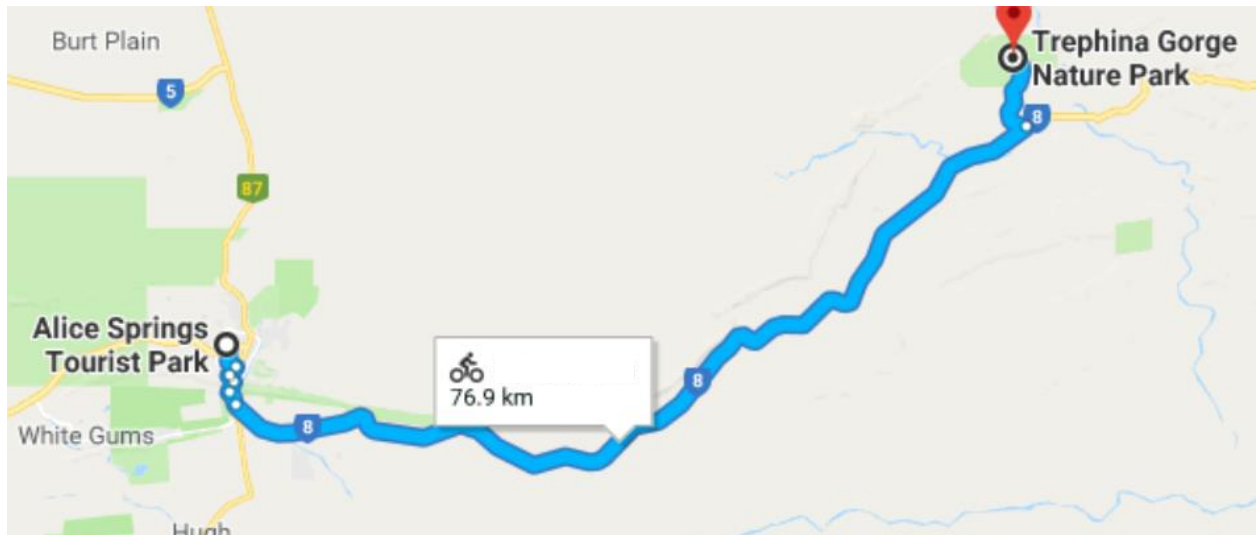 Burt Plain
5
87
Trephina Gorge
Nature Park
8
Alice Springs
Tourist Park
76.9 km
8
8
White Gums
Hugh